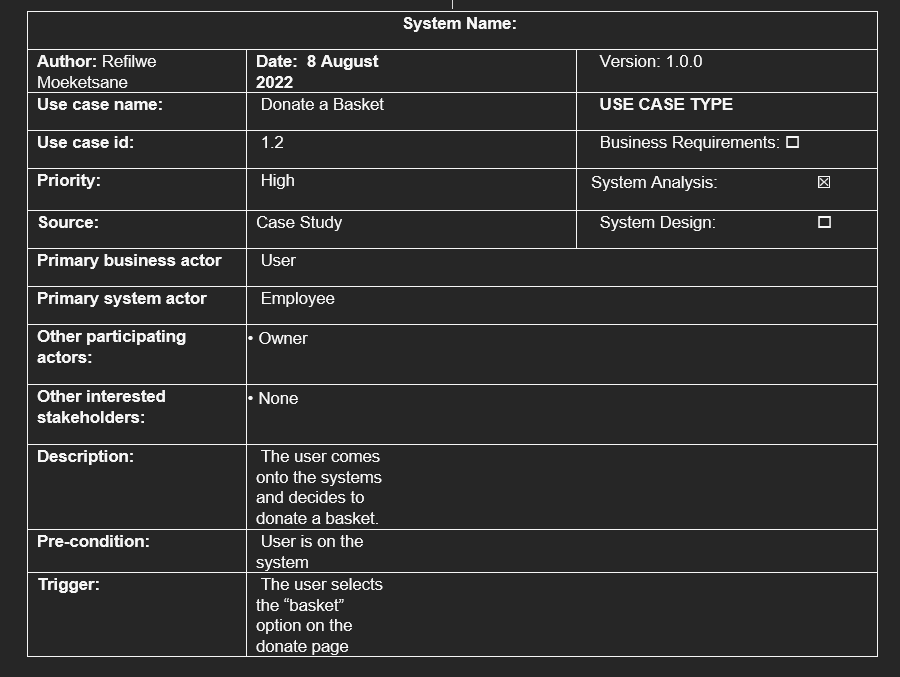 System Name:
Author: Refilwe Moeketsane
Date:  8 August 2022
Version: 1.0.0
Use case name:
Donate a Basket
USE CASE TYPE
Use case id:
1.2
Business Requirements: ☐
Priority:
High
System Analysis: ☒
Source:
Case Study
System Design: ☐
Primary business actor
User
Primary system actor
Employee
Other participating
actors:
• Owner
Other interested
stakeholders:
• None
Description:
The user comes
onto the systems
and decides to
donate a basket.
Pre-condition:
User is on the
system
Trigger:
The user selects
the “basket”
option on the
donate page